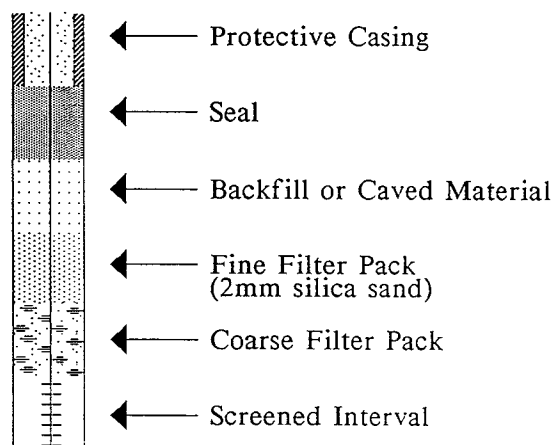 Protective Casing
Seal
Backfill or Caved Material
Fine Filter Pack
(2mm silica sand)
Coarse Filter Pack
Screened Interval